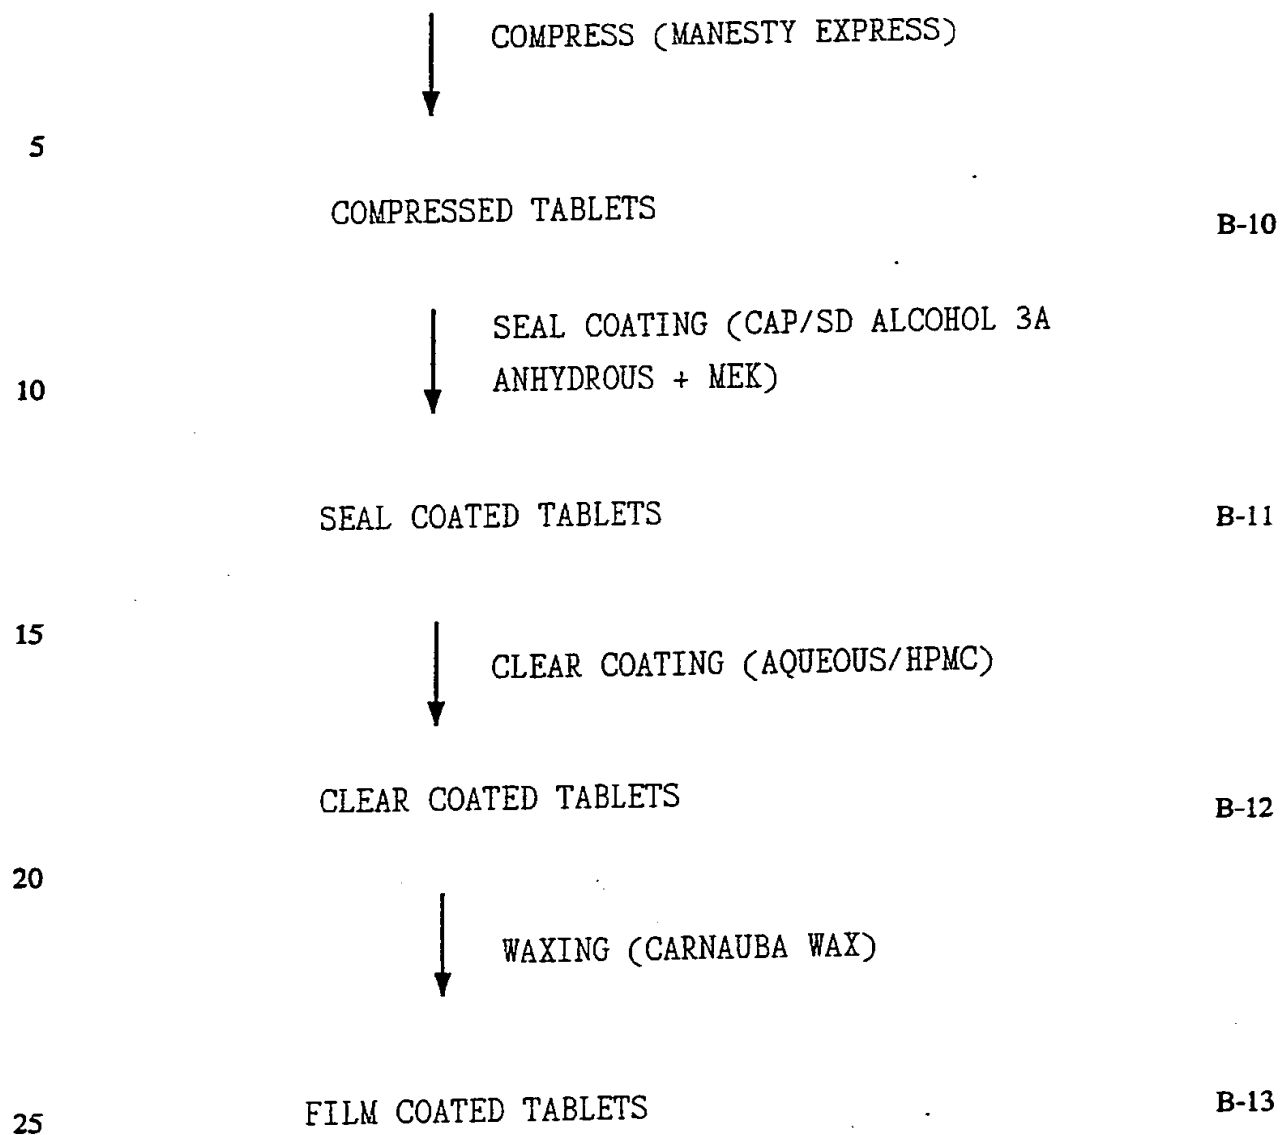 COMPRESS (MANESTY EXPRESS)
5
COMPRESSED TABLETS B-10
SEAL COATING (CAP/SD ALCOHOL 3A
10 ANHYDROUS + MEK)
SEAL COATED TABLETS B-11
15
CLEAR COATING (AQUEOUS/HPMC)
CLEAR COATED TABLETS B-12
20
WAXING (CARNAUBA WAX)
25 FILM COATED TABLETS B-13